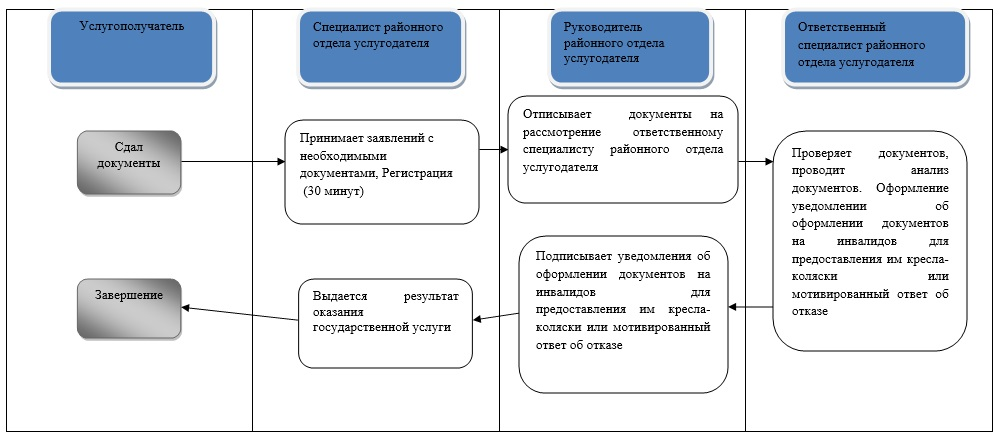 Услугополучатель
Специалист районного
отдела услугодателя
Руководитель
районного отдела
услугодателя
Ответственный
специалист районного
отдела услугодателя
Сдал
документы
Принимает заявлений с
необходимыми
документами, Регистрация
(30 минут)
Отписывает документы на
рассмотрение ответственному
специалисту районного отдела
услугодателя
Проверяет документов,
проводит анализ
документов. Оформление
уведомлении об
оформлении документов
на инвалидов для
предоставления им кресла-
коляски или
мотивированный ответ об
отказе
Подписывает уведомления об
оформлении документов на
инвалидов для
предоставления им кресла-
коляски или мотивированный
ответ об отказе
Выдается результат
оказания
государственной услуги
Завершение